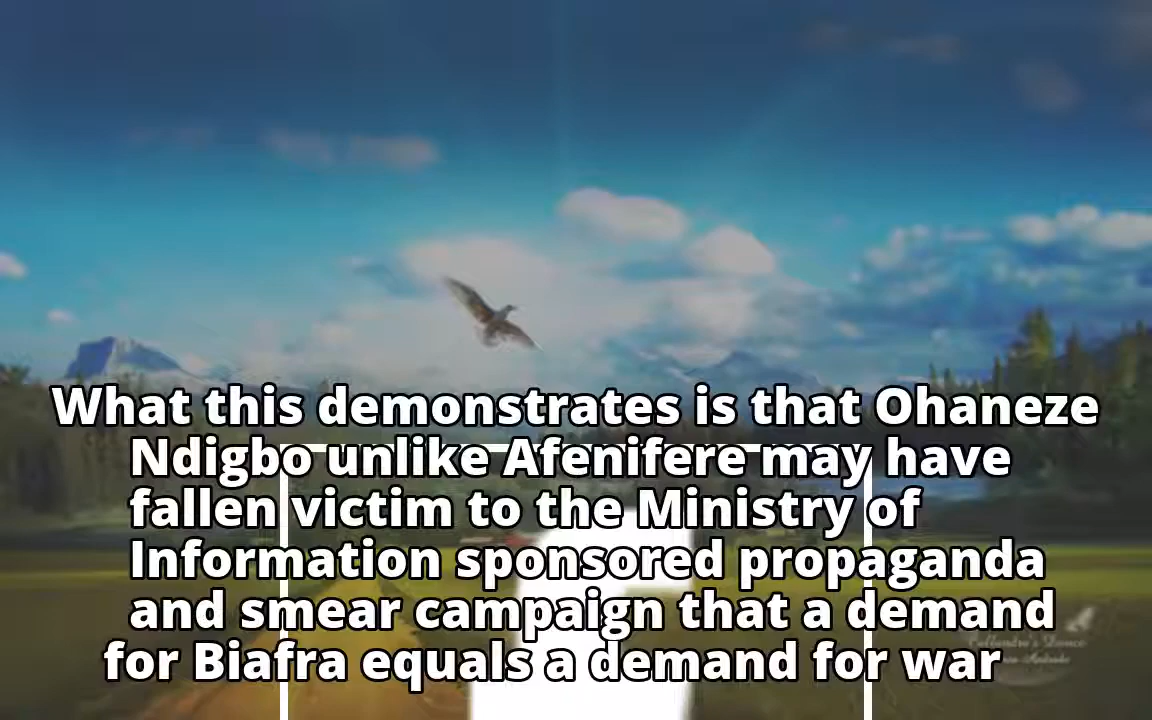 What this demonstrates is that Ohaneze
Ndigbo unlike Afenifere may have
fallen victim to the Ministry of
Information sponsored propaganda
and smear campaign that a demand
for Biafra equals a demand for war